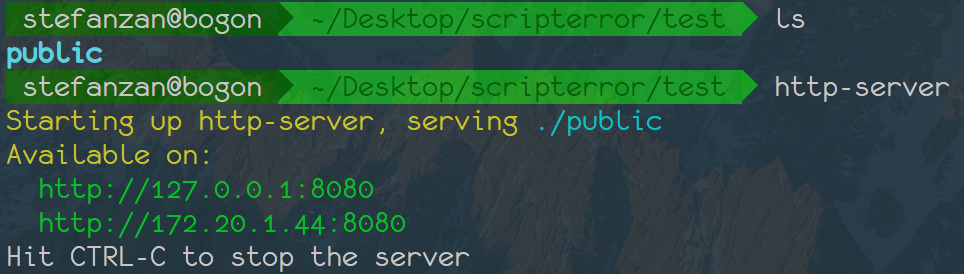 stefanzan@bogon ~/Desktop/scripterror/test ls
public
stefanzan@bogon ~/Desktop/scripterror/test http-server
Starting up http-server, serving ./public
Available on:
  http://127.0.0.1:8080
  http://172.20.1.44:8080
Hit CTRL-C to stop the server